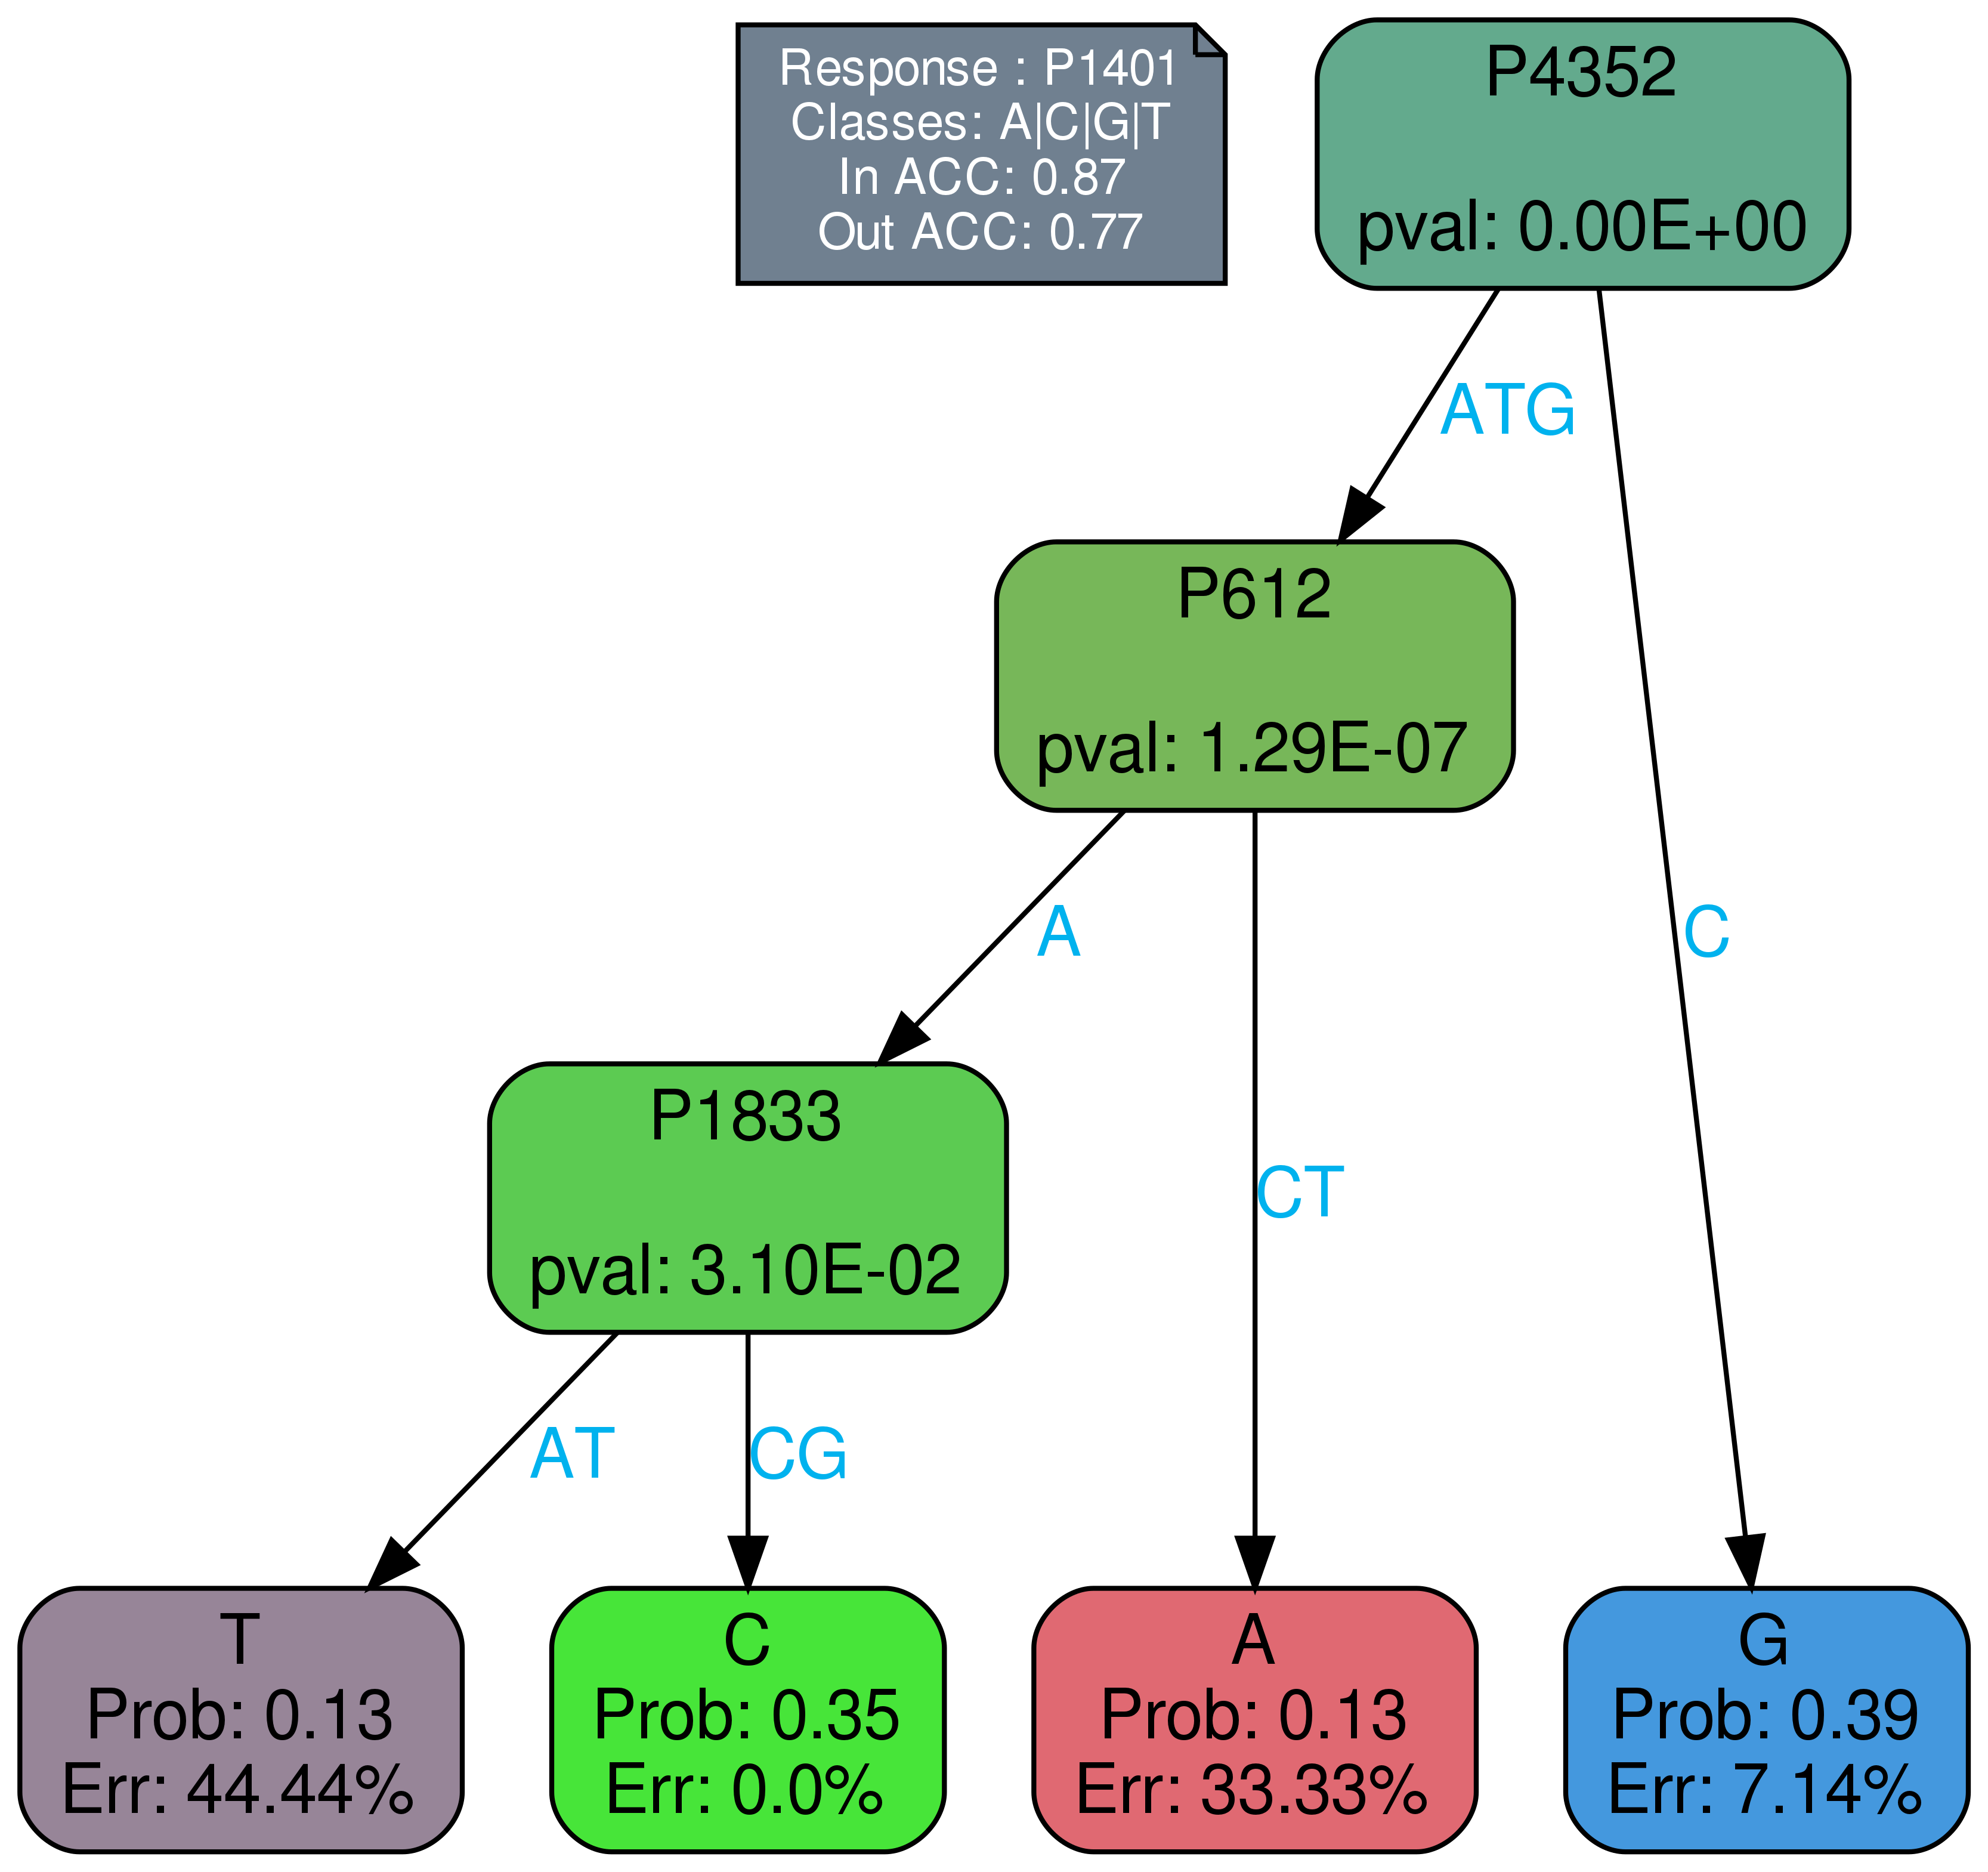 Response : P1401
Classes: A|C|G|T
In ACC: 0.87
Out ACC: 0.77
P4352
pval: 0.00E+00
ATG
P612
pval: 1.29E-07
A
C
P1833
pval: 3.10E-02
CT
AT
CG
T
Prob: 0.13
Err: 44.44%
C
Prob: 0.35
Err: 0.0%
A
Prob: 0.13
Err: 33.33%
G
Prob: 0.39
Err: 7.14%